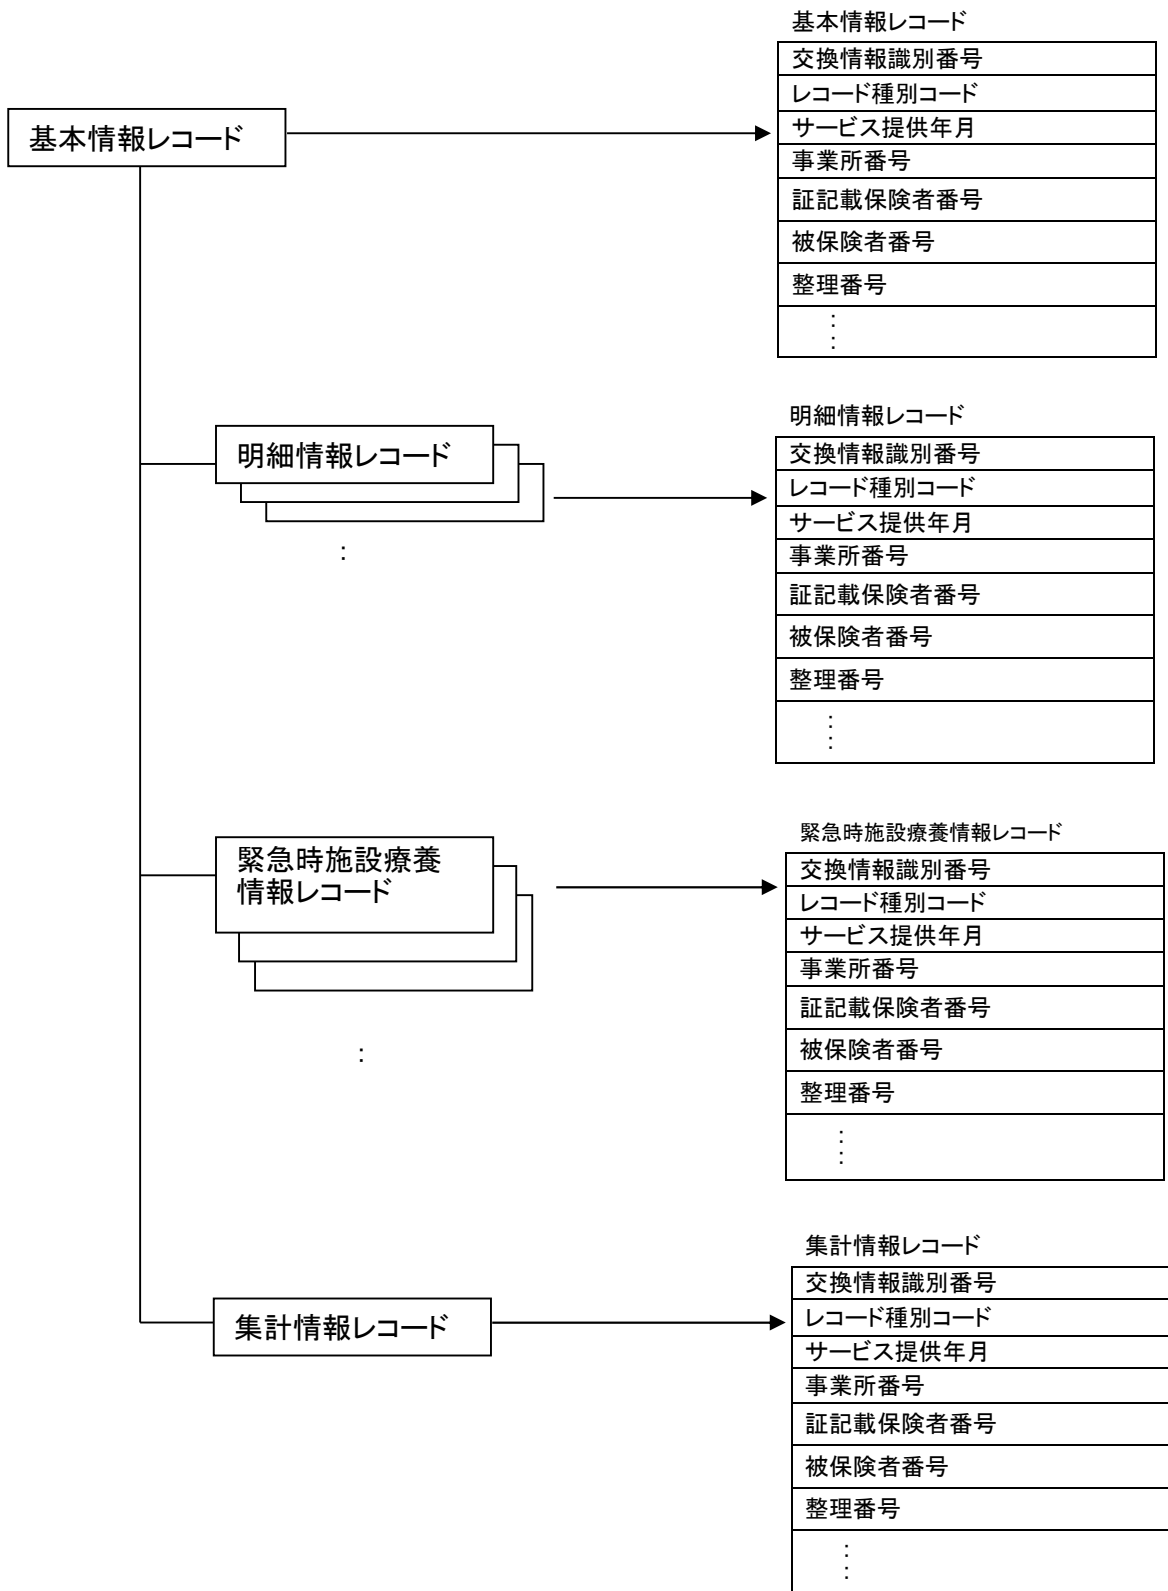 基本情報レコード
基本情報レコード
交換情報識別番号
レコード種別コード
サービス提供年月
事業所番号
証記載保険者番号
被保険者番号
整理番号
:
:
明細情報レコード
:
明細情報レコード
交換情報識別番号
レコード種別コード
サービス提供年月
事業所番号
証記載保険者番号
被保険者番号
整理番号
:
:
緊急時施設療養
情報レコード
:
緊急時施設療養情報レコード
交換情報識別番号
レコード種別コード
サービス提供年月
事業所番号
証記載保険者番号
被保険者番号
整理番号
:
:
集計情報レコード
集計情報レコード
交換情報識別番号
レコード種別コード
サービス提供年月
事業所番号
証記載保険者番号
被保険者番号
整理番号
:
: